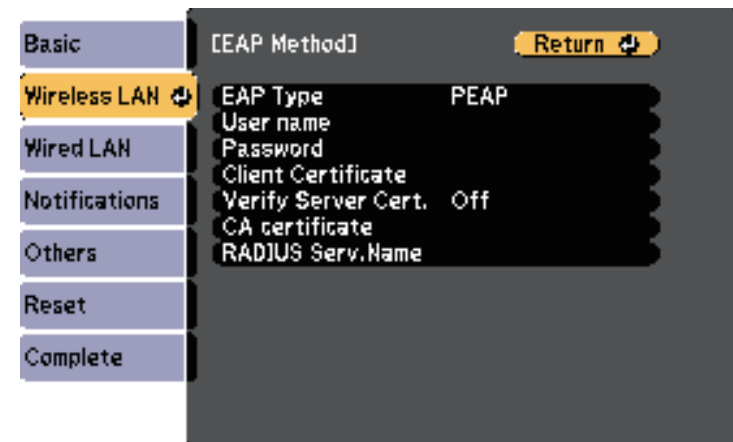 Basic
Wireless LAN
Wired LAN
Notifications
Others
Reset
Complete
[EAP Method]
Return
EAP Type PEAP
User name
Password
Client Certificate
Verify Server Cert. Off
CA certificate
RADIUS Serv.Name